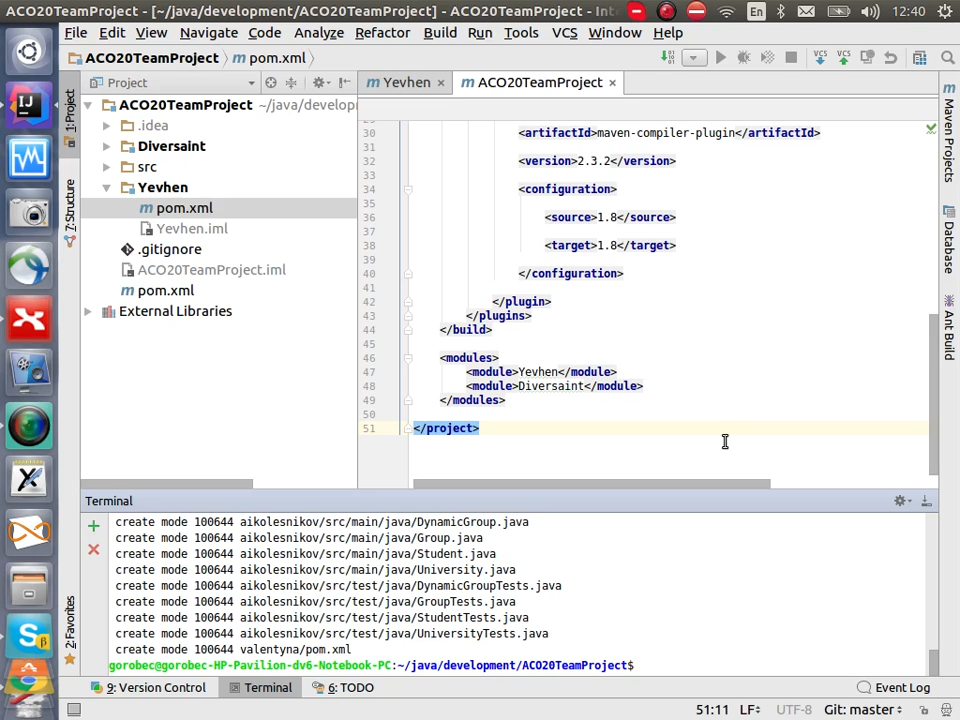 ACO20TeamProject - [~/java/development/ACO20TeamProject] - ACO20TeamProject - Inte
En
12:40
File Edit View Navigate Code Analyze Refactor Build Run Tools VCS Window Help
ACO20TeamProject pom.xml
VCS VCS
Project
Yevhen ×
ACO20TeamProject ×
1:Project
7:Structure
2:Favorites
Maven Projects
Database
Ant Build
ACO20TeamProject ~/java/develop
.idea
Diversaint
src
Yevhen
pom.xml
Yevhen.iml
.gitignore
ACO20TeamProject.iml
pom.xml
External Libraries
30 <artifactId>maven-compiler-plugin</artifactId>
31
32 <version>2.3.2</version>
33
34 <configuration>
35
36 <source>1.8</source>
37
38 <target>1.8</target>
39
40 </configuration>
41
42 </plugin>
43 </plugins>
44 </build>
45
46 <modules>
47 <module>Yevhen</module>
48 <module>Diversaint</module>
49 </modules>
50
51 </project>
Terminal
create mode 100644 aikolesnikov/src/main/java/DynamicGroup.java
create mode 100644 aikolesnikov/src/main/java/Group.java
create mode 100644 aikolesnikov/src/main/java/Student.java
create mode 100644 aikolesnikov/src/main/java/University.java
create mode 100644 aikolesnikov/src/test/java/DynamicGroupTests.java
create mode 100644 aikolesnikov/src/test/java/GroupTests.java
create mode 100644 aikolesnikov/src/test/java/StudentTests.java
create mode 100644 aikolesnikov/src/test/java/UniversityTests.java
create mode 100644 valentyna/pom.xml
gorobec@gorobec-HP-Pavilion-dv6-Notebook-PC:~/java/development/ACO20TeamProject$
9: Version Control
Terminal
6: TODO
Event Log
51:11 LF÷ UTF-8 Git: master÷